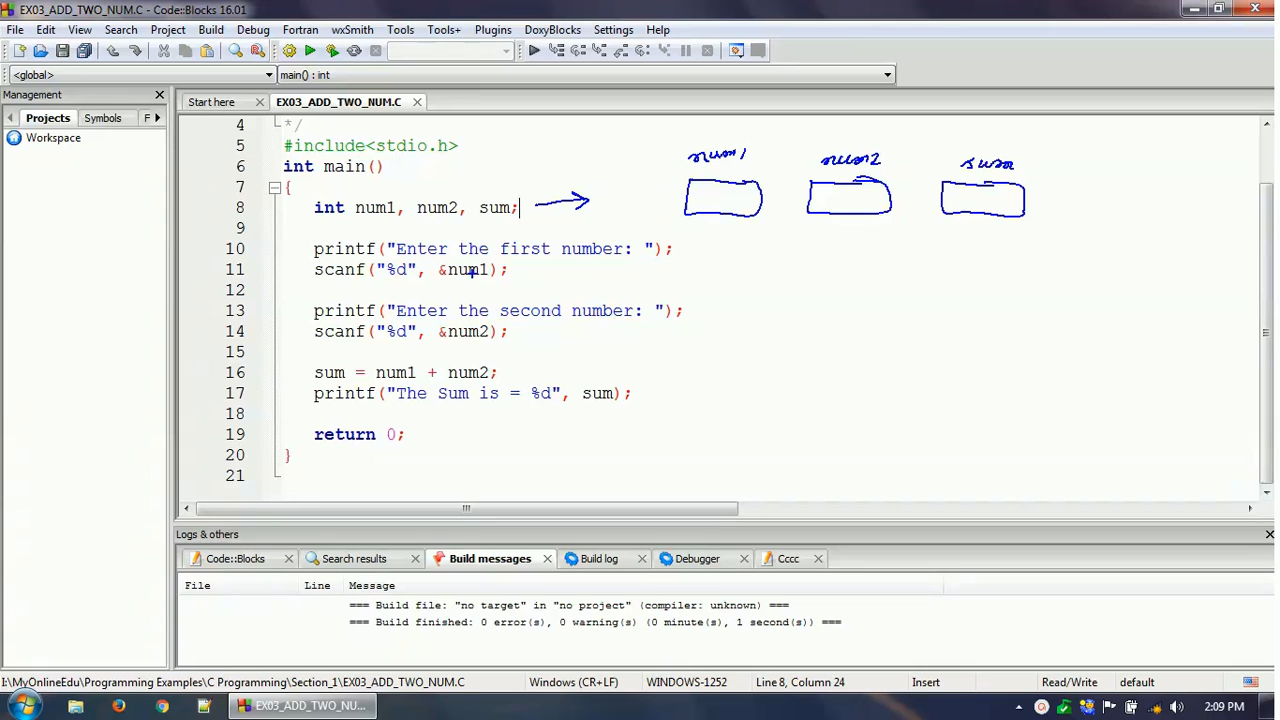 EX03_ADD_TWO_NUM.C - Code::Blocks 16.01
File Edit View Search Project Build Debug Fortran wxSmith Tools Tools+ Plugins DoxyBlocks Settings Help
<global> main() : int
Management
Projects Symbols F
Workspace
Start here EX03_ADD_TWO_NUM.C
4 */
5 #include<stdio.h>
6 int main()
7 {
8 int num1, num2, sum;
num1 num2 sum
9
10 printf("Enter the first number: ");
11 scanf("%d", &num1);
12
13 printf("Enter the second number: ");
14 scanf("%d", &num2);
15
16 sum = num1 + num2;
17 printf("The Sum is = %d", sum);
18
19 return 0;
20 }
21
Logs & others
Code::Blocks Search results Build messages Build log Debugger Cccc
File Line Message
=== Build file: "no target" in "no project" (compiler: unknown) ===
=== Build finished: 0 error(s), 0 warning(s) (0 minute(s), 1 second(s)) ===
I:\MyOnlineEdu\Programming Examples\C Programming\Section_1\EX03_ADD_TWO_NUM.C Windows (CR+LF) WINDOWS-1252 Line 8, Column 24 Insert Read/Write default
EX03_ADD_TWO_NU... 2:09 PM